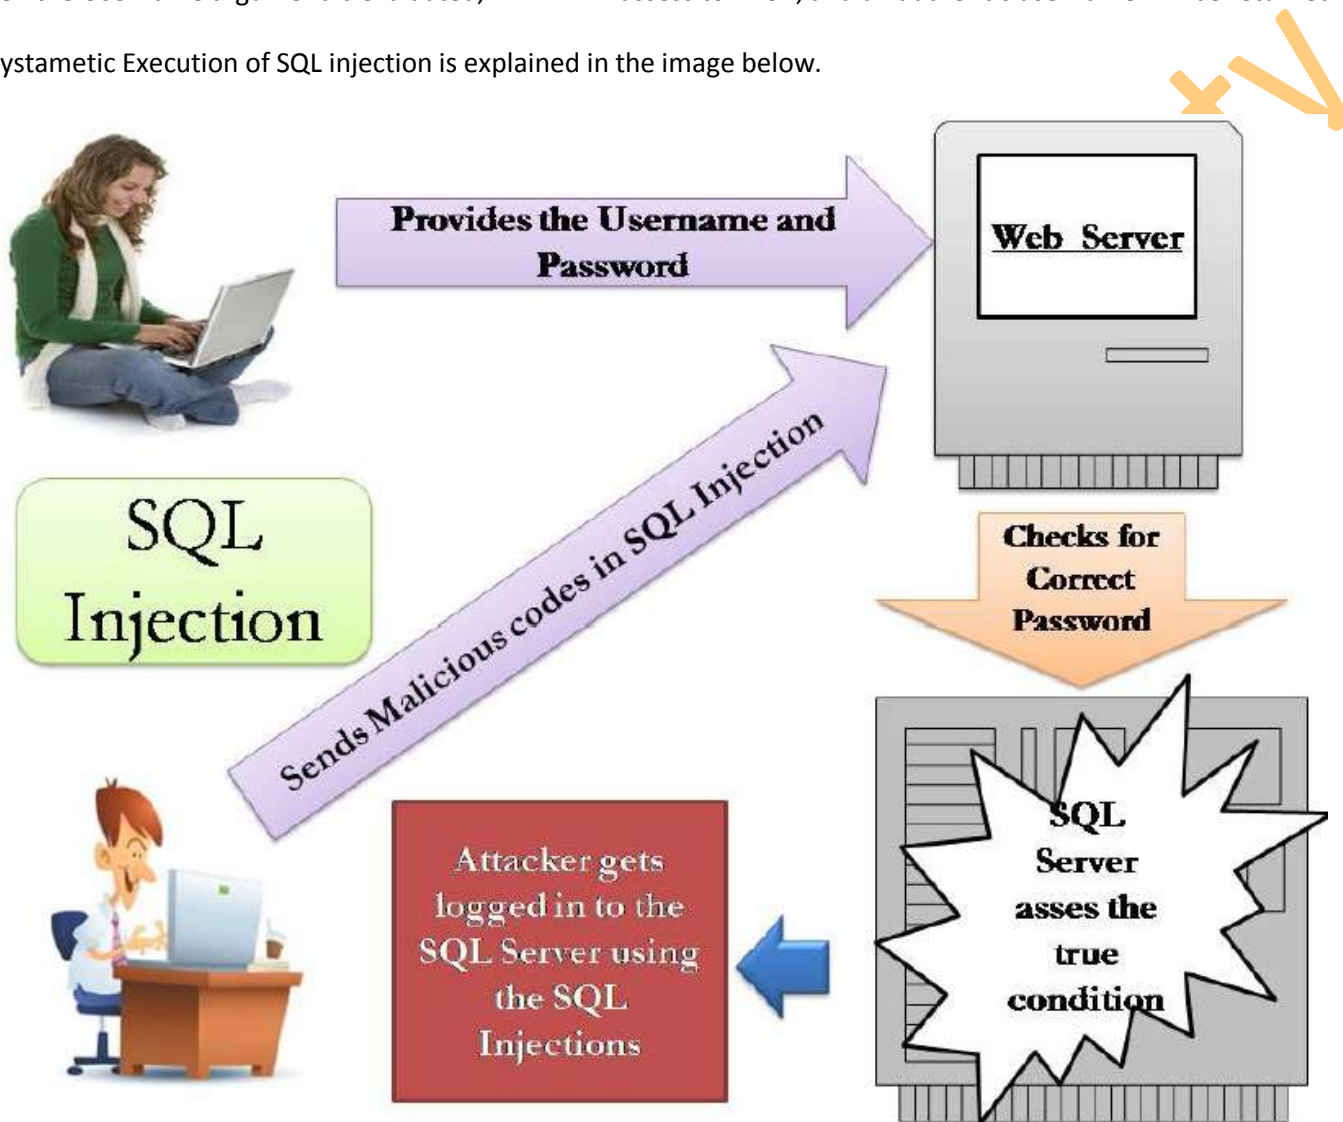 ystametic Execution of SQL injection is explained in the image below.
Provides the Username and
Password
Web Server
Sends Malicious codes in SQL Injection
SQL
Injection
Checks for
Correct
Password
SQL
Server
asses the
true
condition
Attacker gets
logged in to the
SQL Server using
the SQL
Injections